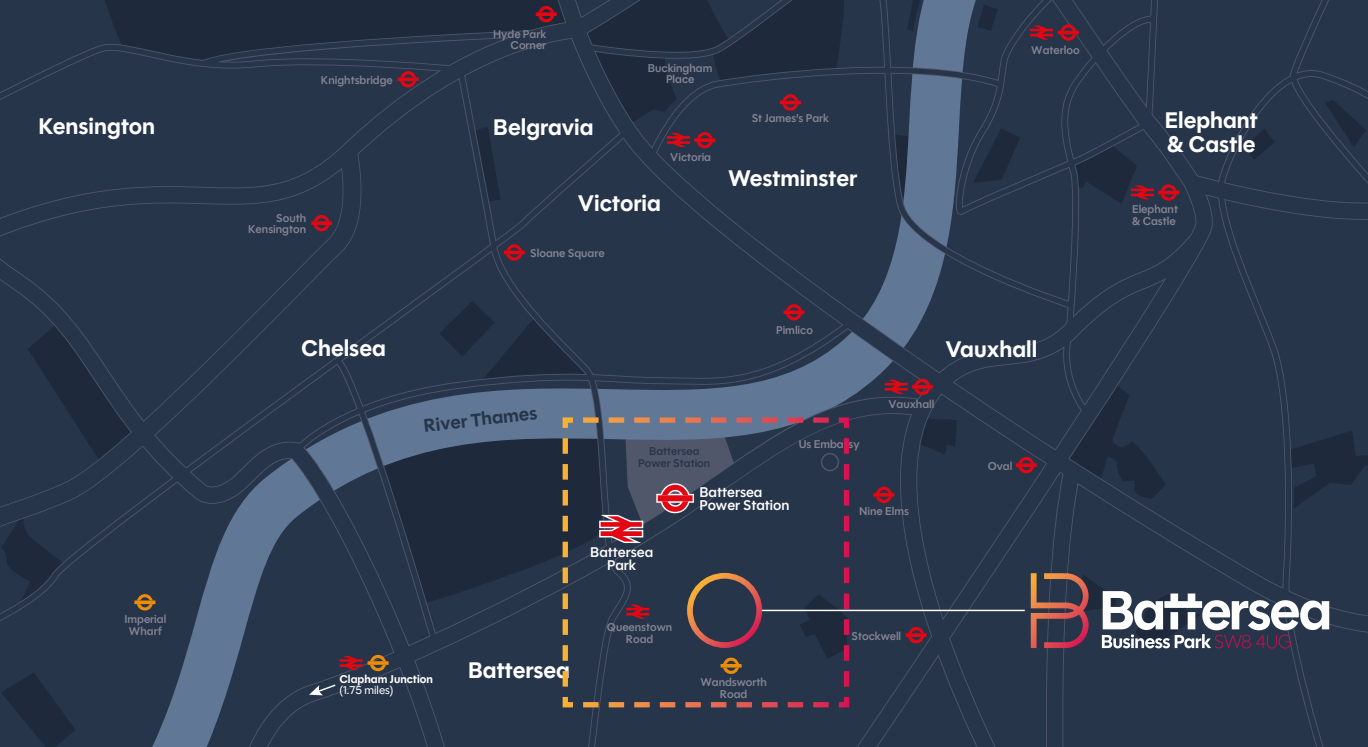 Hyde Park
Corner
Waterloo
Knightsbridge
Buckingham
Place
Kensington
Belgravia
St James's Park
Elephant
& Castle
Victoria
Westminster
Victoria
Elephant
& Castle
South
Kensington
Sloane Square
Pimlico
Chelsea
Vauxhall
Vauxhall
River Thames
Us Embassy
Battersea
Power Station
Oval
Battersea
Power Station
Nine Elms
Battersea
Park
Imperial
Wharf
Queenstown
Road
Stockwell
Battersea
Business Park SW8 4UG
Battersea
Wandsworth
Road
Clapham Junction
(1.75 miles)